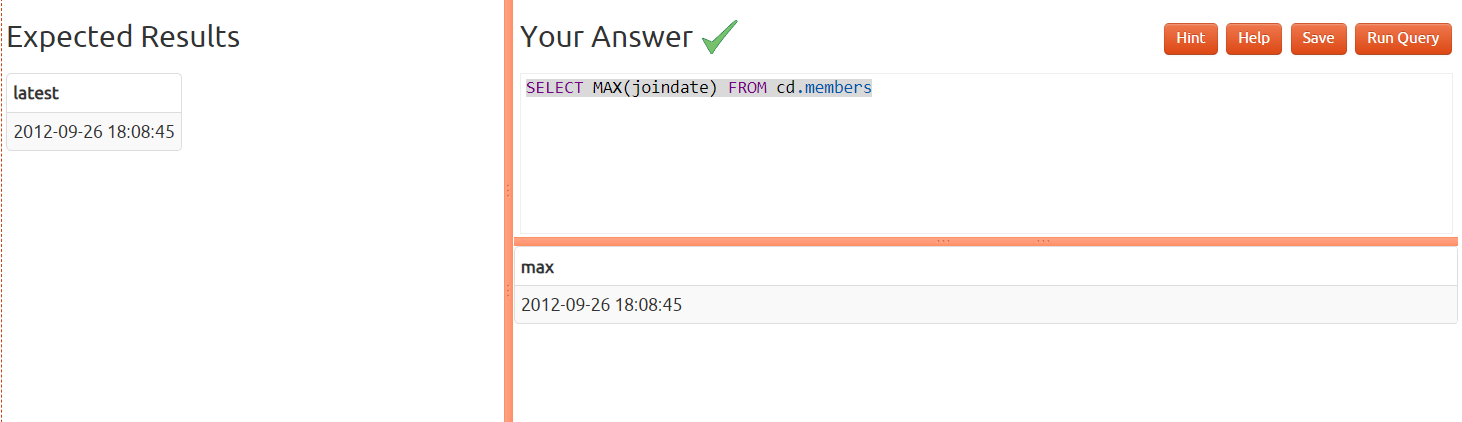 Expected Results
latest
2012-09-26 18:08:45
Your Answer
Hint
Help
Save
Run Query
SELECT MAX(joindate) FROM cd.members
max
2012-09-26 18:08:45